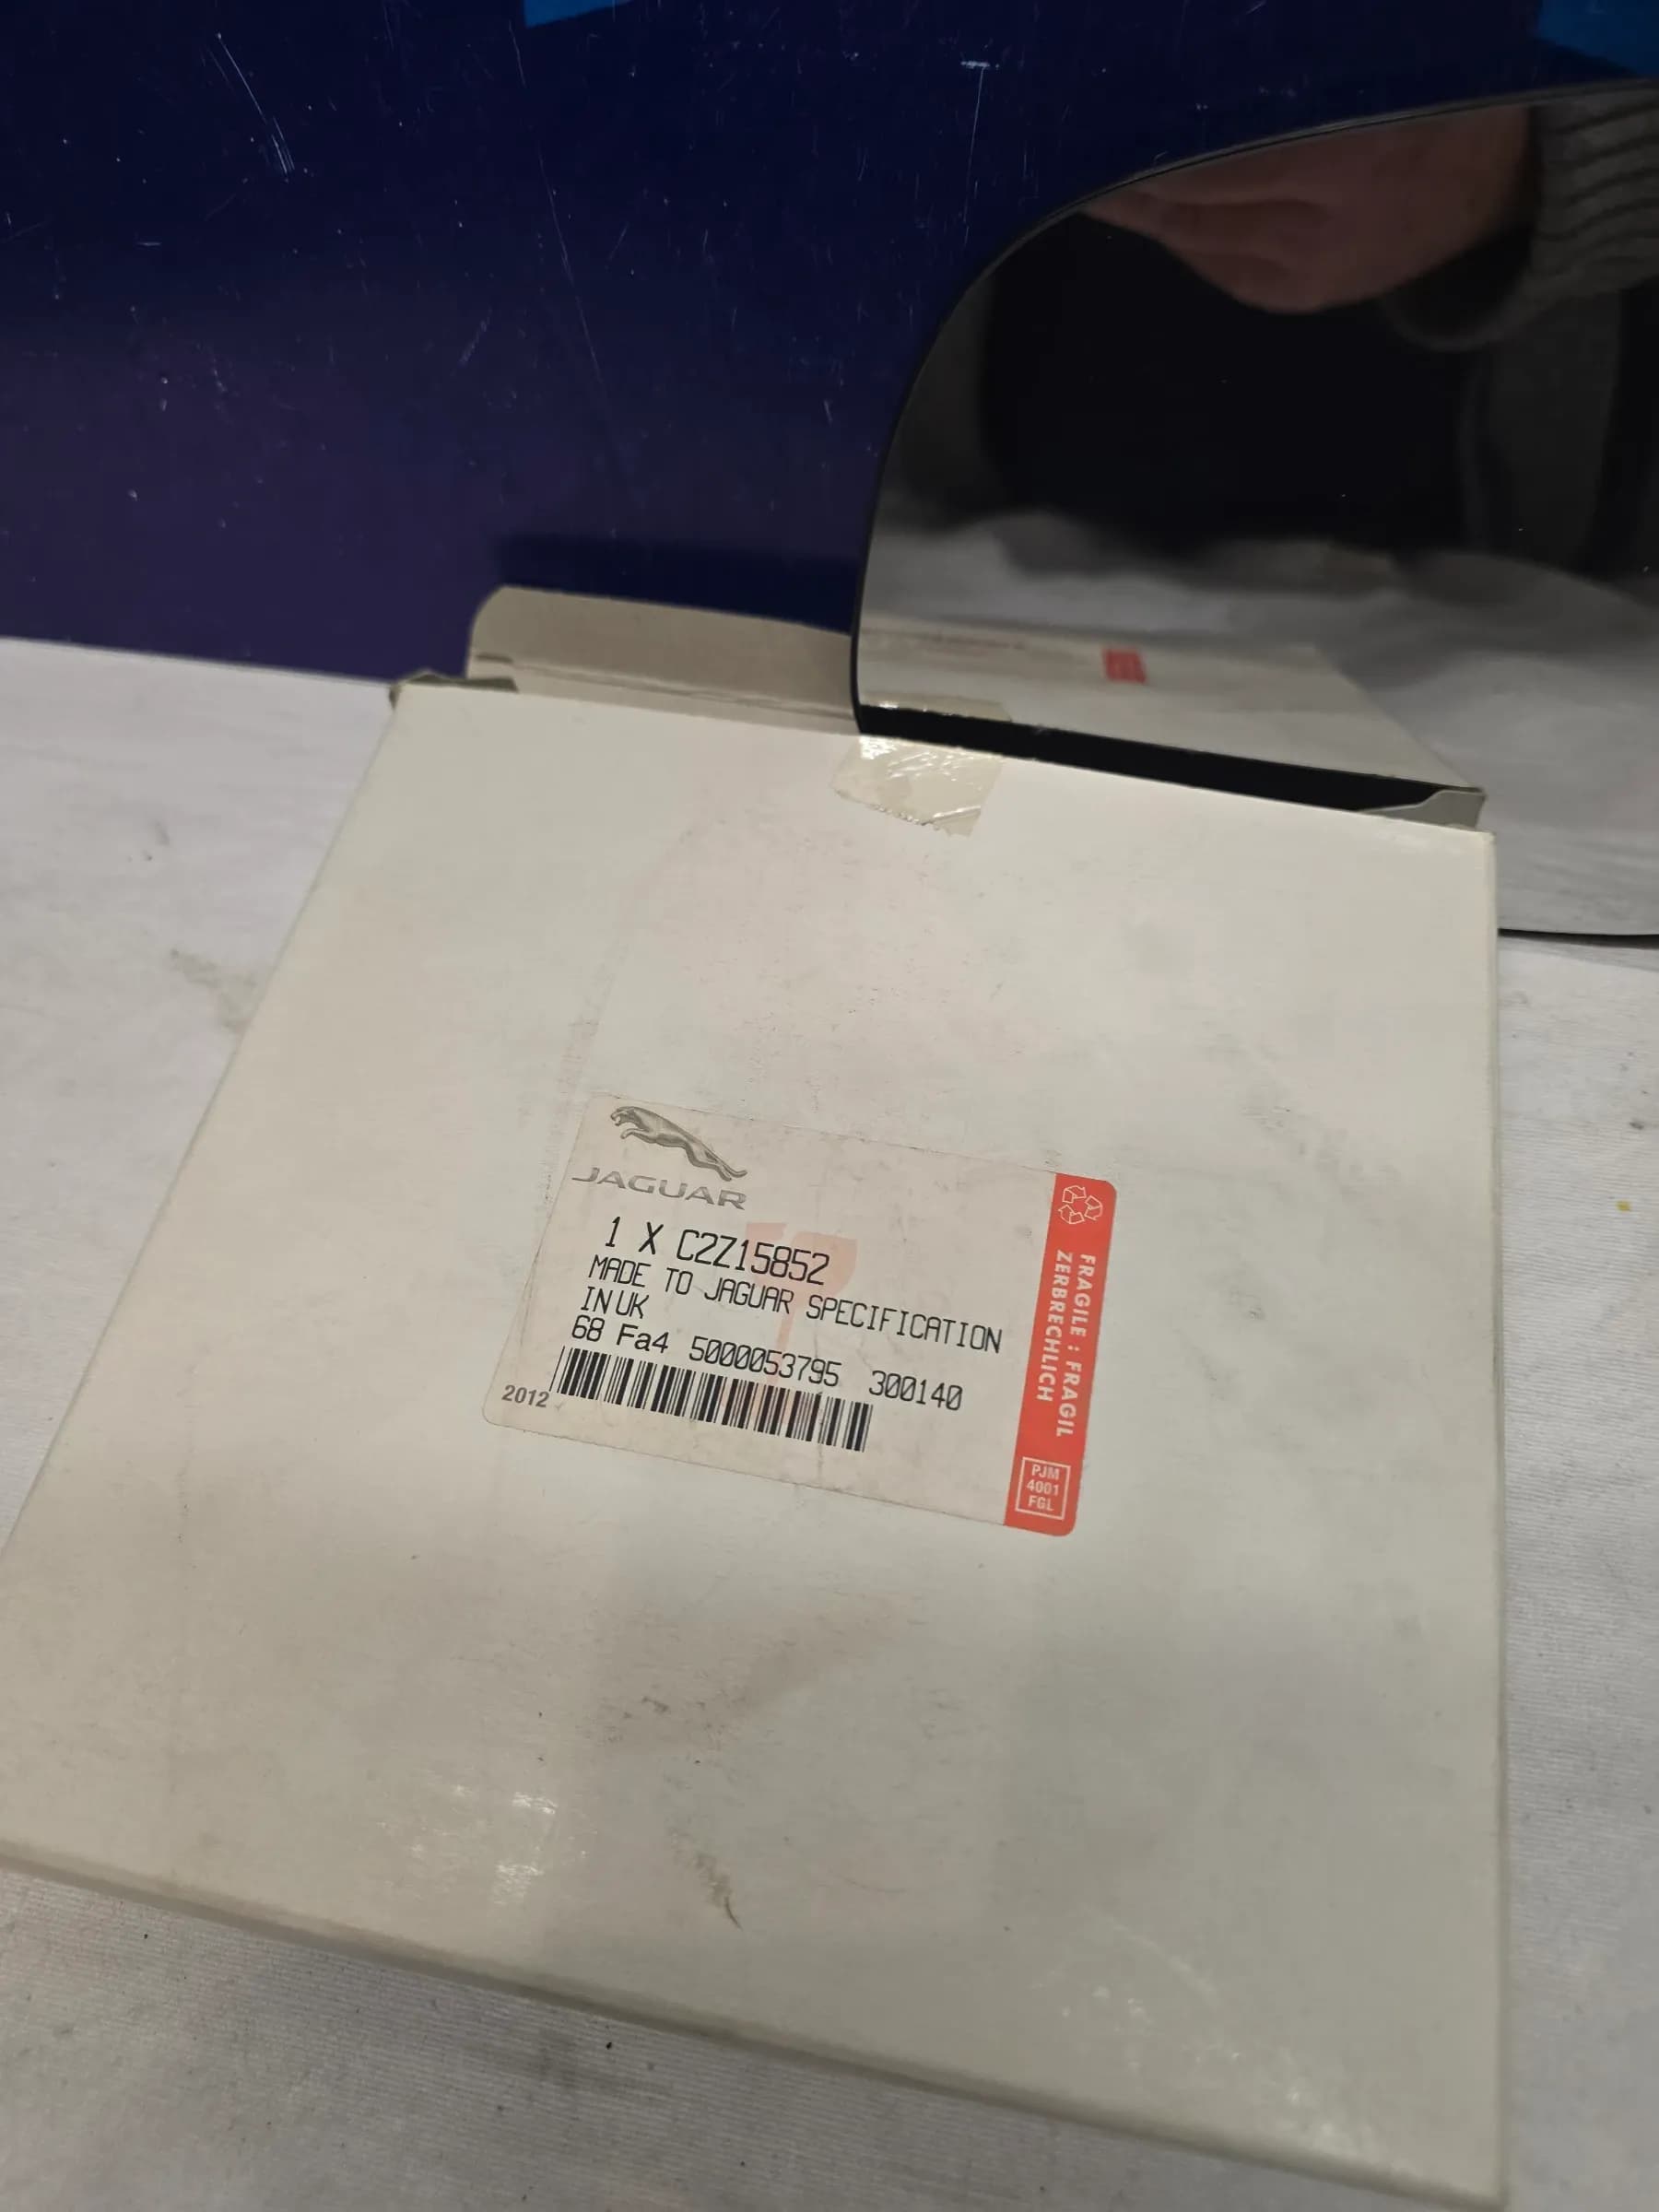 JAGUAR
1 X C2Z15852
MADE TO JAGUAR SPECIFICATION
IN UK
68 Fa4 5000053795 300140
2012
FRAGILE : FRAGIL
ZERBRECHLICH
PJM
4001
FGL